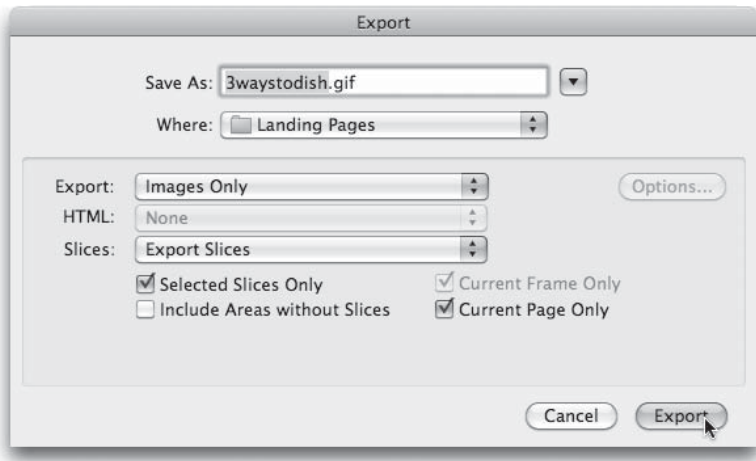 Export
Save As: 3waystodish.gif
Where: Landing Pages
Export: Images Only Options...
HTML: None
Slices: Export Slices
Selected Slices Only Current Frame Only
Include Areas without Slices Current Page Only
Cancel Export